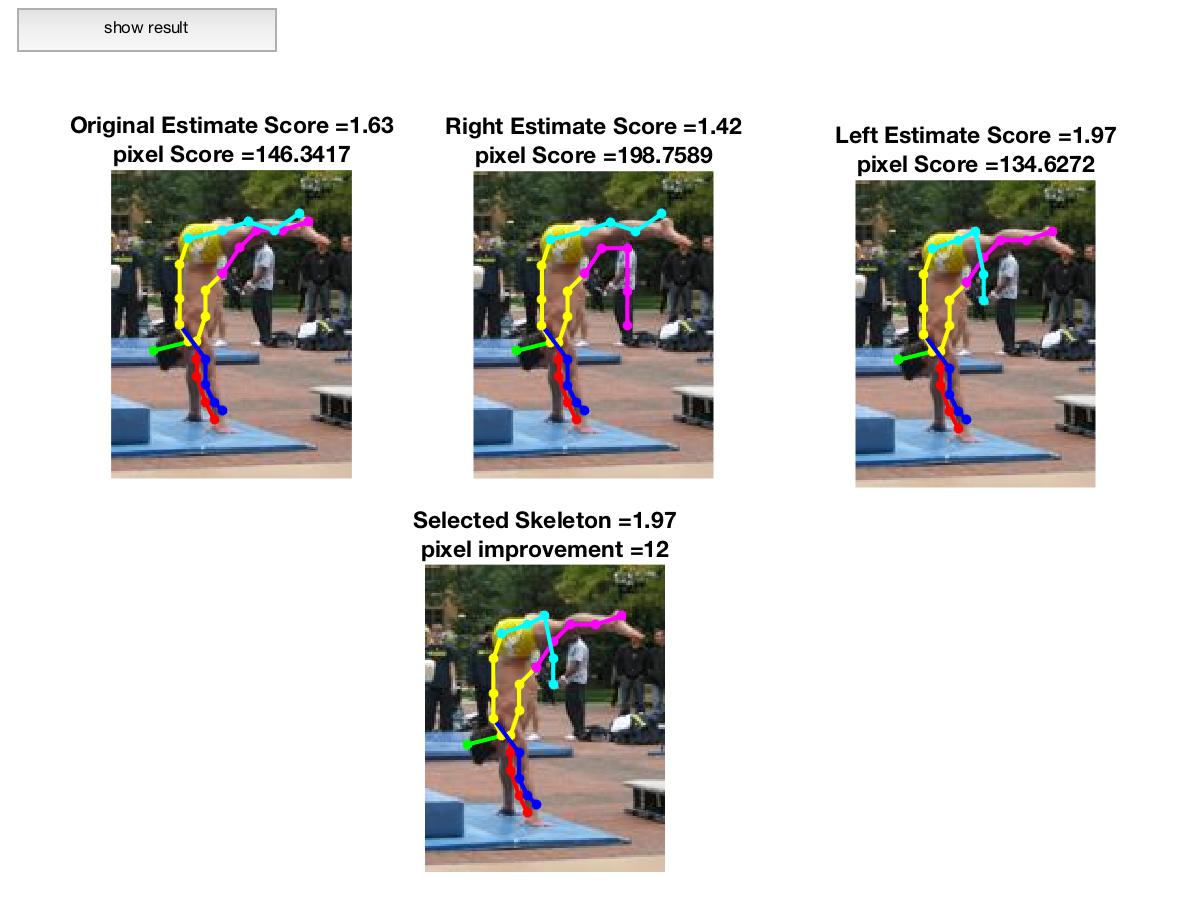 show result
Original Estimate Score =1.63
pixel Score =146.3417
Right Estimate Score =1.42
pixel Score =198.7589
Left Estimate Score =1.97
pixel Score =134.6272
Selected Skeleton =1.97
pixel improvement =12